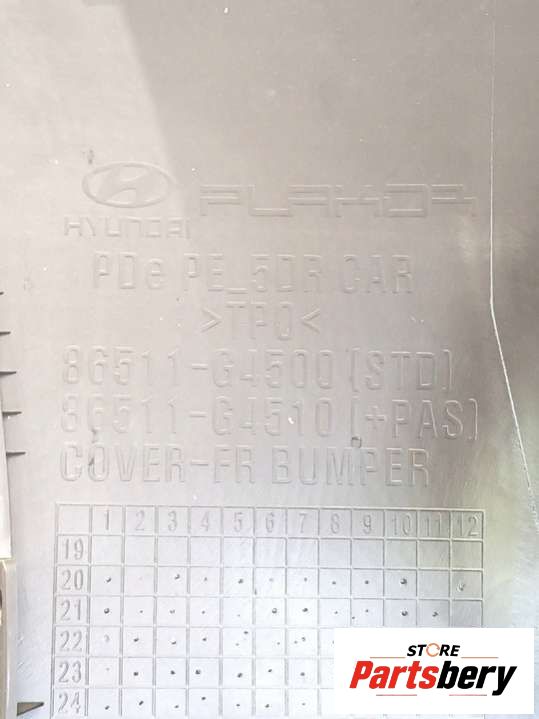 HYUNDAI PLAKOR
PDe PE_5DR CAR
>TPO<
86511-G4500 (STD)
86511-G4510 (+PAS)
COVER-FR BUMPER
1 2 3 4 5 6 7 8 9 10 11 12
19
20
21
22
23
24
STORE
Partsbery